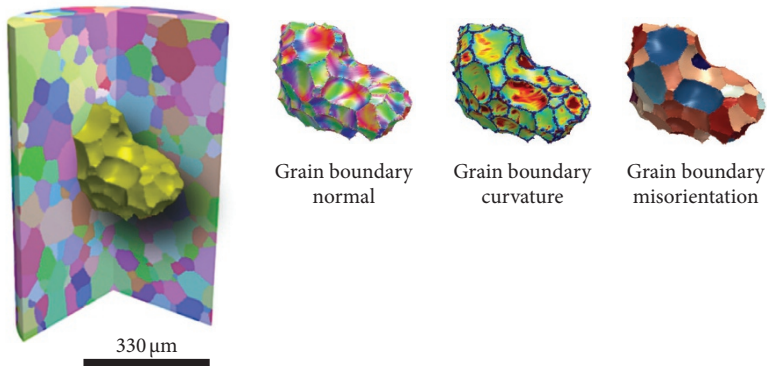 Grain boundary
normal
Grain boundary
curvature
Grain boundary
misorientation
330 μm